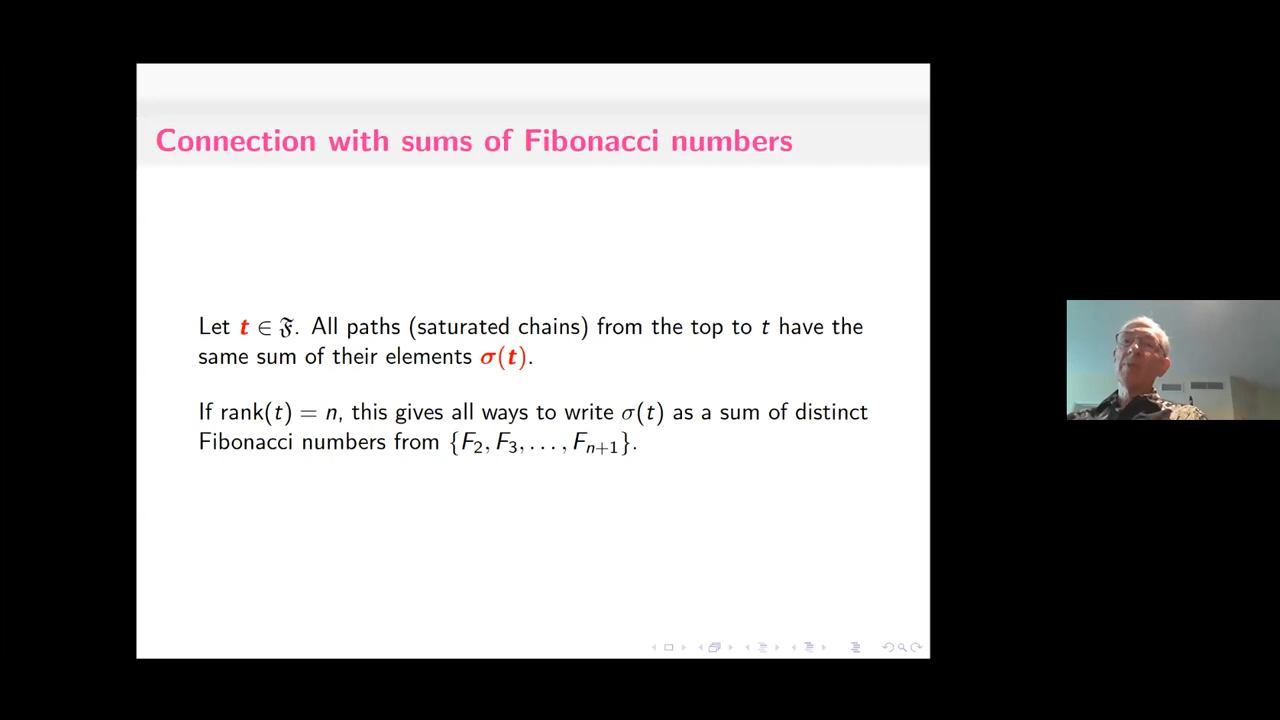 Connection with sums of Fibonacci numbers
Let t ∈ 𝔉. All paths (saturated chains) from the top to t have the
same sum of their elements σ(t).
If rank(t) = n, this gives all ways to write σ(t) as a sum of distinct
Fibonacci numbers from {F₂, F₃, . . . , Fₙ₊₁}.